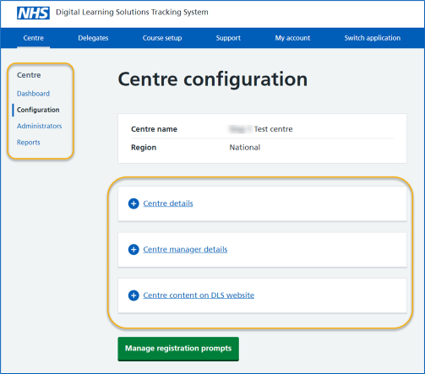 NHS Digital Learning Solutions Tracking System
Centre Delegates Course setup Support My account Switch application
Centre
Dashboard
Configuration
Administrators
Reports
Centre configuration
Centre name Test centre
Region National
Centre details
Centre manager details
Centre content on DLS website
Manage registration prompts